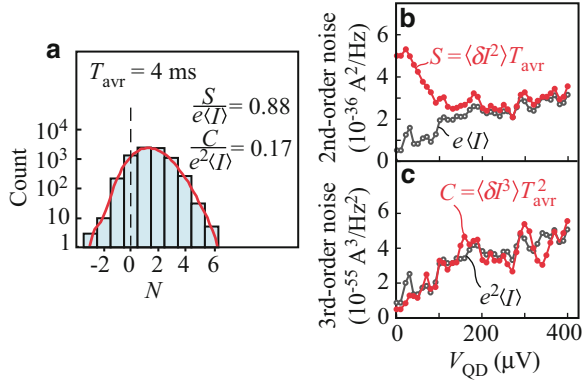 a
T_avr = 4 ms
S / e⟨I⟩ = 0.88
C / e²⟨I⟩ = 0.17
Count
10⁴
10³
10²
10
1
-2 0 2 4 6
N
b
2nd-order noise
(10⁻³⁶ A²/Hz)
6
4
2
0
S = ⟨δI²⟩T_avr
e⟨I⟩
c
3rd-order noise
(10⁻⁵⁵ A³/Hz²)
6
4
2
0
C = ⟨δI³⟩T²_avr
e²⟨I⟩
0 200 400
V_QD (μV)